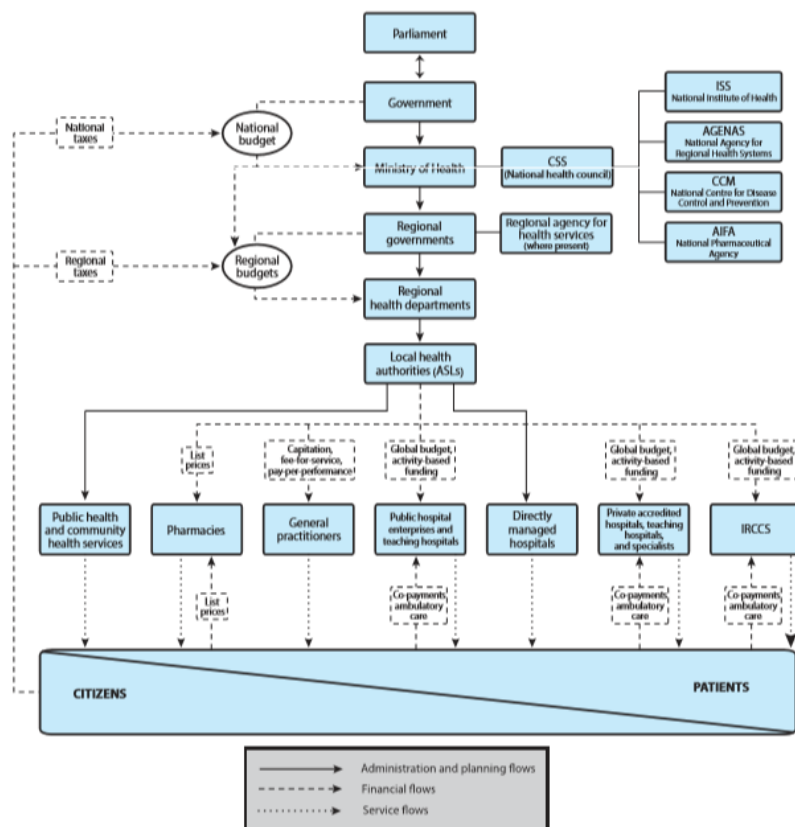 Parliament
Government
Ministry of Health
Regional
governments
Regional
health departments
Local health
authorities (ASLs)
CSS
(National health council)
Regional agency for
health services
(where present)
ISS
National Institute of Health
AGENAS
National Agency for
Regional Health Systems
CCM
National Centre for Disease
Control and Prevention
AIFA
National Pharmaceutical
Agency
National
taxes
National
budget
Regional
taxes
Regional
budgets
List
prices
Capitation,
fee-for-service,
pay-per-performance
Global budget,
activity-based
funding
Global budget,
activity-based
funding
Global budget,
activity-based
funding
Public health
and community
health services
Pharmacies
General
practitioners
Public hospital
enterprises and
teaching hospitals
Directly
managed
hospitals
Private accredited
hospitals, teaching
hospitals,
and specialists
IRCCS
List
prices
Co-payments
ambulatory
care
Co-payments
ambulatory
care
Co-payments
ambulatory
care
CITIZENS
PATIENTS
Administration and planning flows
Financial flows
Service flows